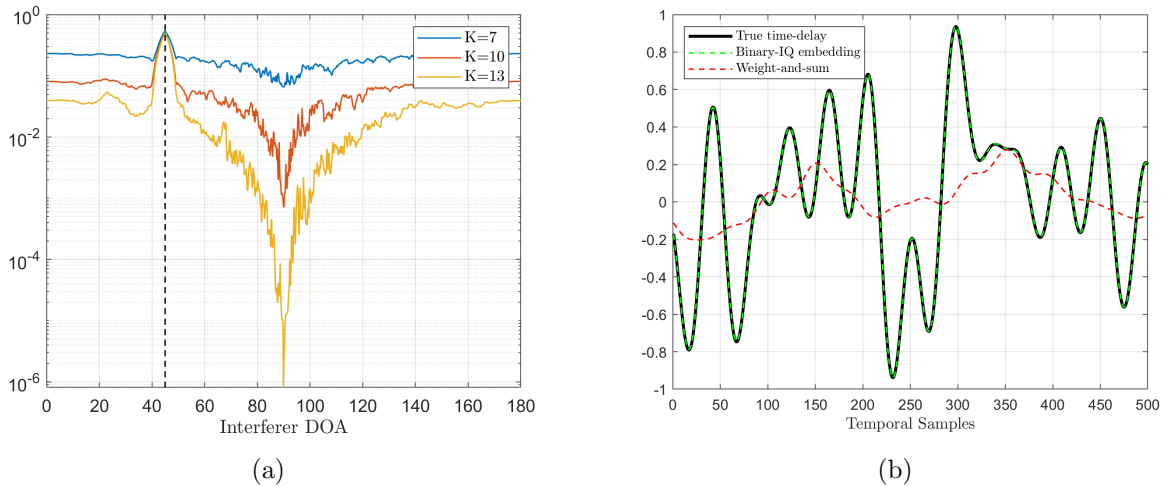 10^0
10^-2
10^-4
10^-6
0 20 40 60 80 100 120 140 160 180
Interferer DOA
K=7
K=10
K=13
(a)
1
0.8
0.6
0.4
0.2
0
-0.2
-0.4
-0.6
-0.8
-1
0 50 100 150 200 250 300 350 400 450 500
Temporal Samples
True time-delay
Binary-IQ embedding
Weight-and-sum
(b)